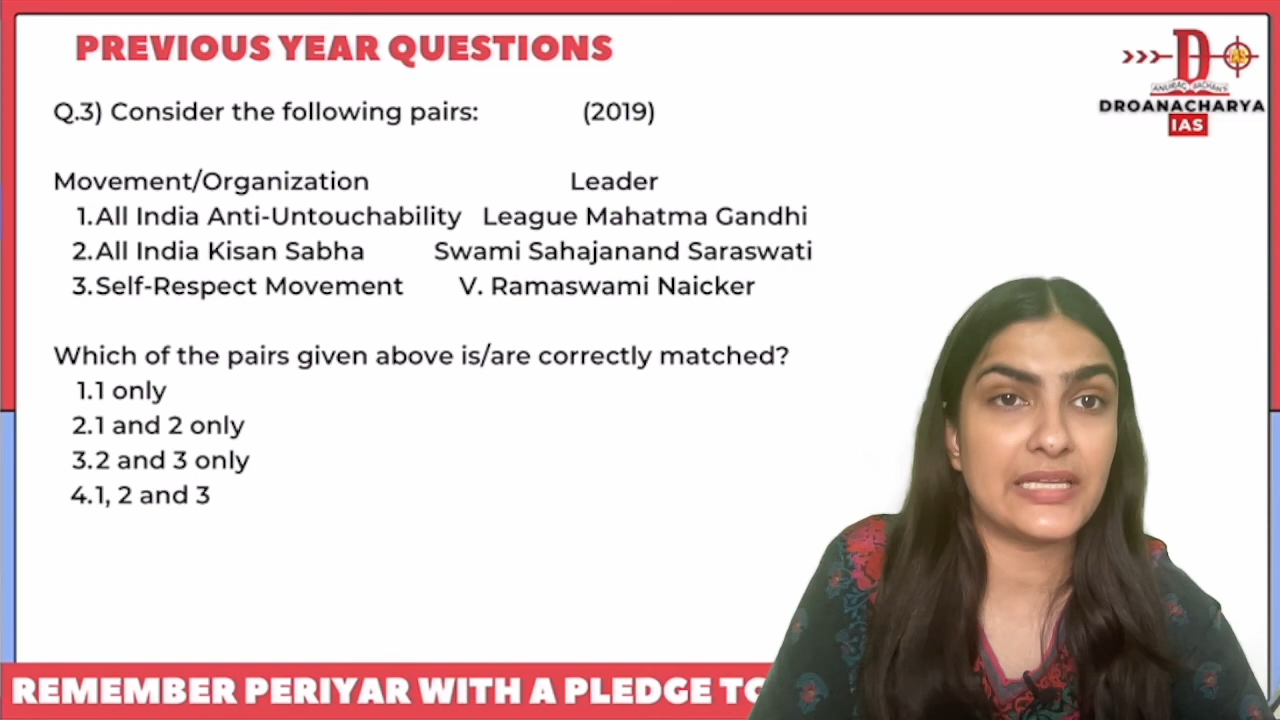 PREVIOUS YEAR QUESTIONS
D
IAS
ANURAG BACHAN'S
DROANACHARYA
IAS
Q.3) Consider the following pairs: (2019)
Movement/Organization Leader
1.All India Anti-Untouchability League Mahatma Gandhi
2.All India Kisan Sabha Swami Sahajanand Saraswati
3.Self-Respect Movement V. Ramaswami Naicker
Which of the pairs given above is/are correctly matched?
1.1 only
2.1 and 2 only
3.2 and 3 only
4.1, 2 and 3
REMEMBER PERIYAR WITH A PLEDGE TO